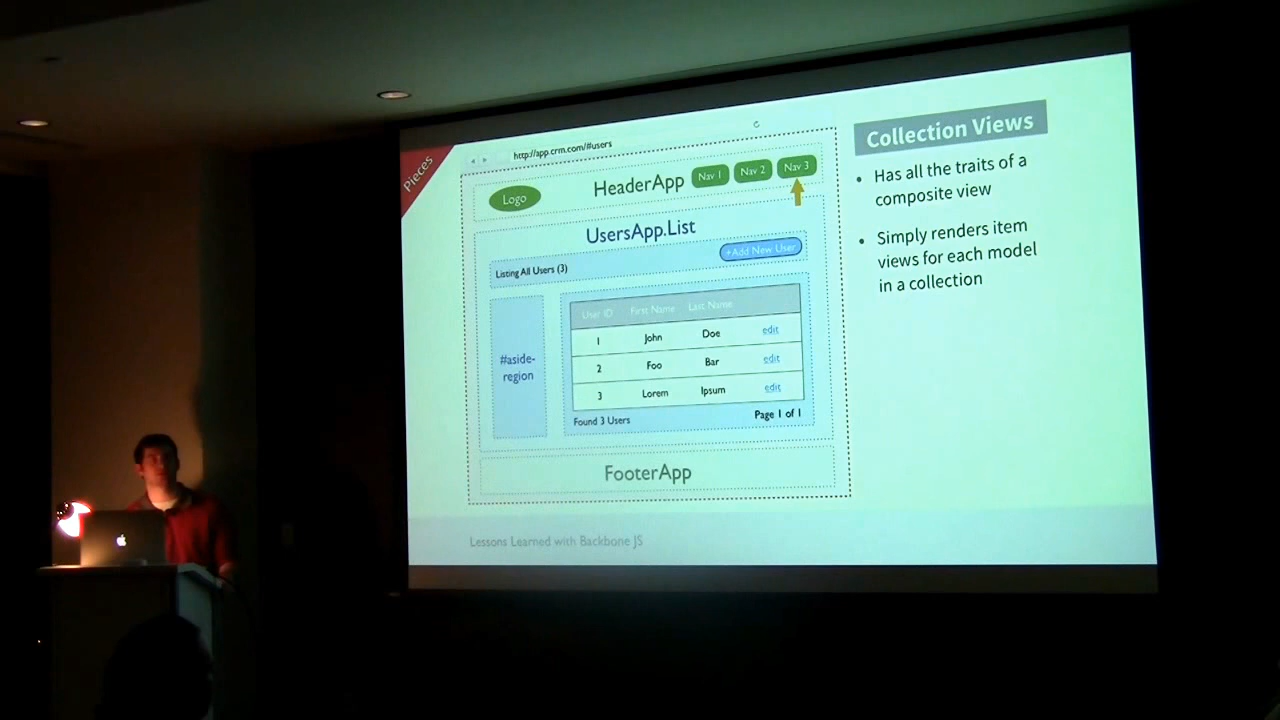 Pieces
http://app.crm.com/#users
Logo
HeaderApp
Nav 1
Nav 2
Nav 3
UsersApp.List
Listing All Users (3)
+Add New User
#aside-
region
User ID First Name Last Name
1 John Doe edit
2 Foo Bar edit
3 Lorem Ipsum edit
Found 3 Users
Page 1 of 1
FooterApp
Collection Views
• Has all the traits of a
composite view
• Simply renders item
views for each model
in a collection
Lessons Learned with Backbone JS